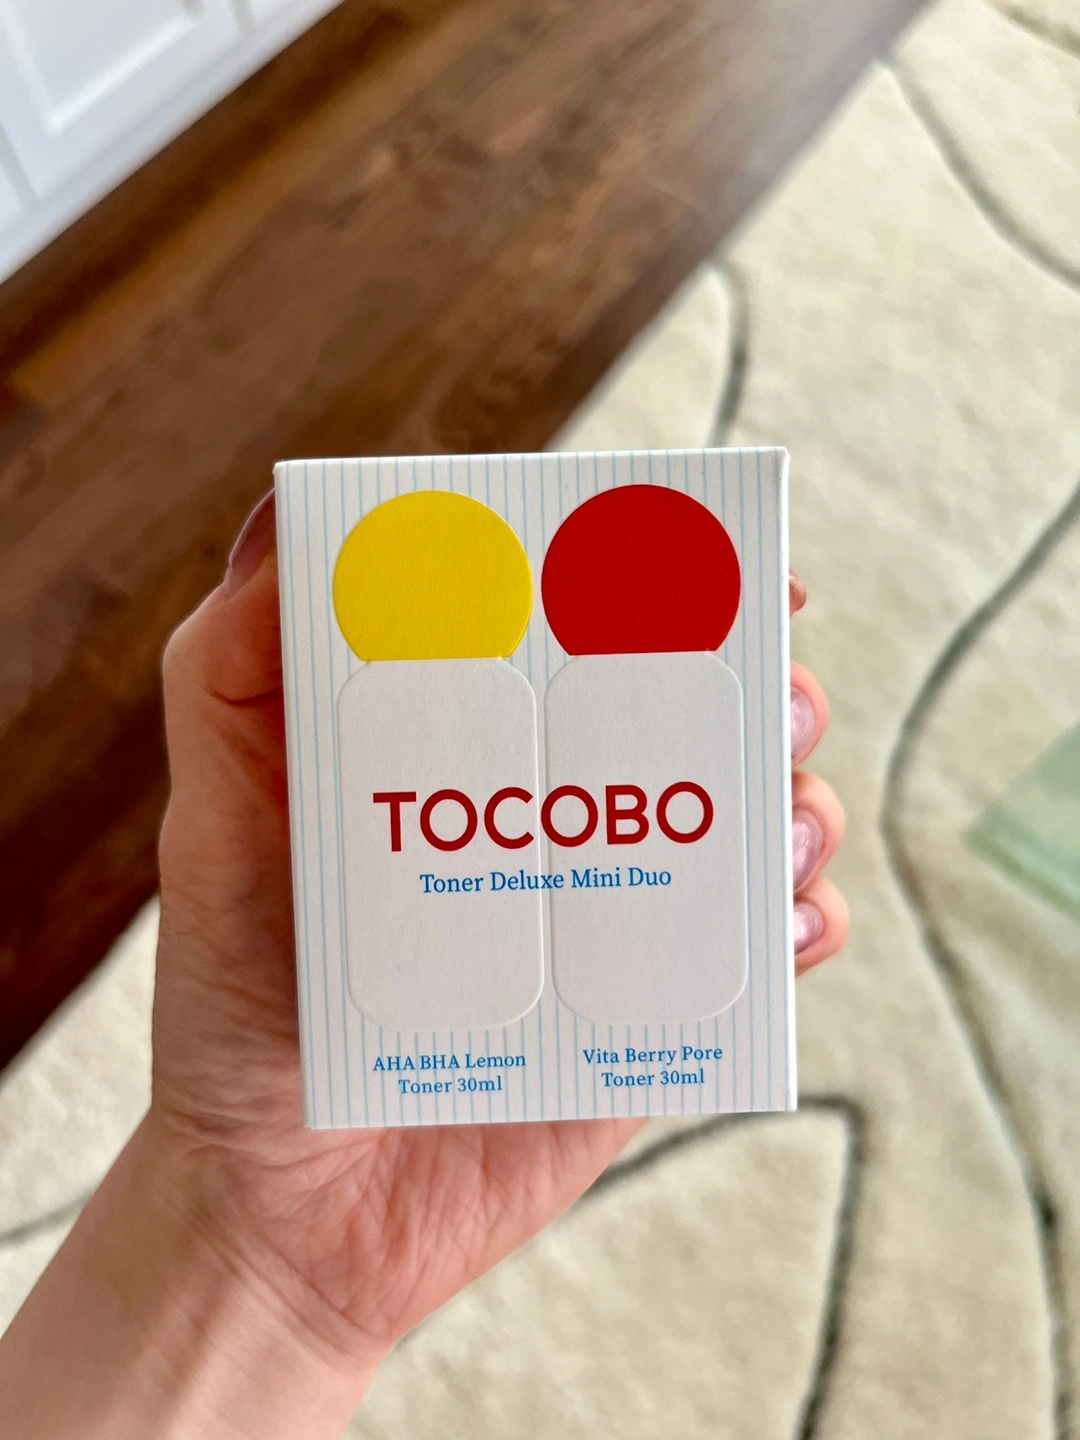 TOCOBO
Toner Deluxe Mini Duo
AHA BHA Lemon
Toner 30ml
Vita Berry Pore
Toner 30ml